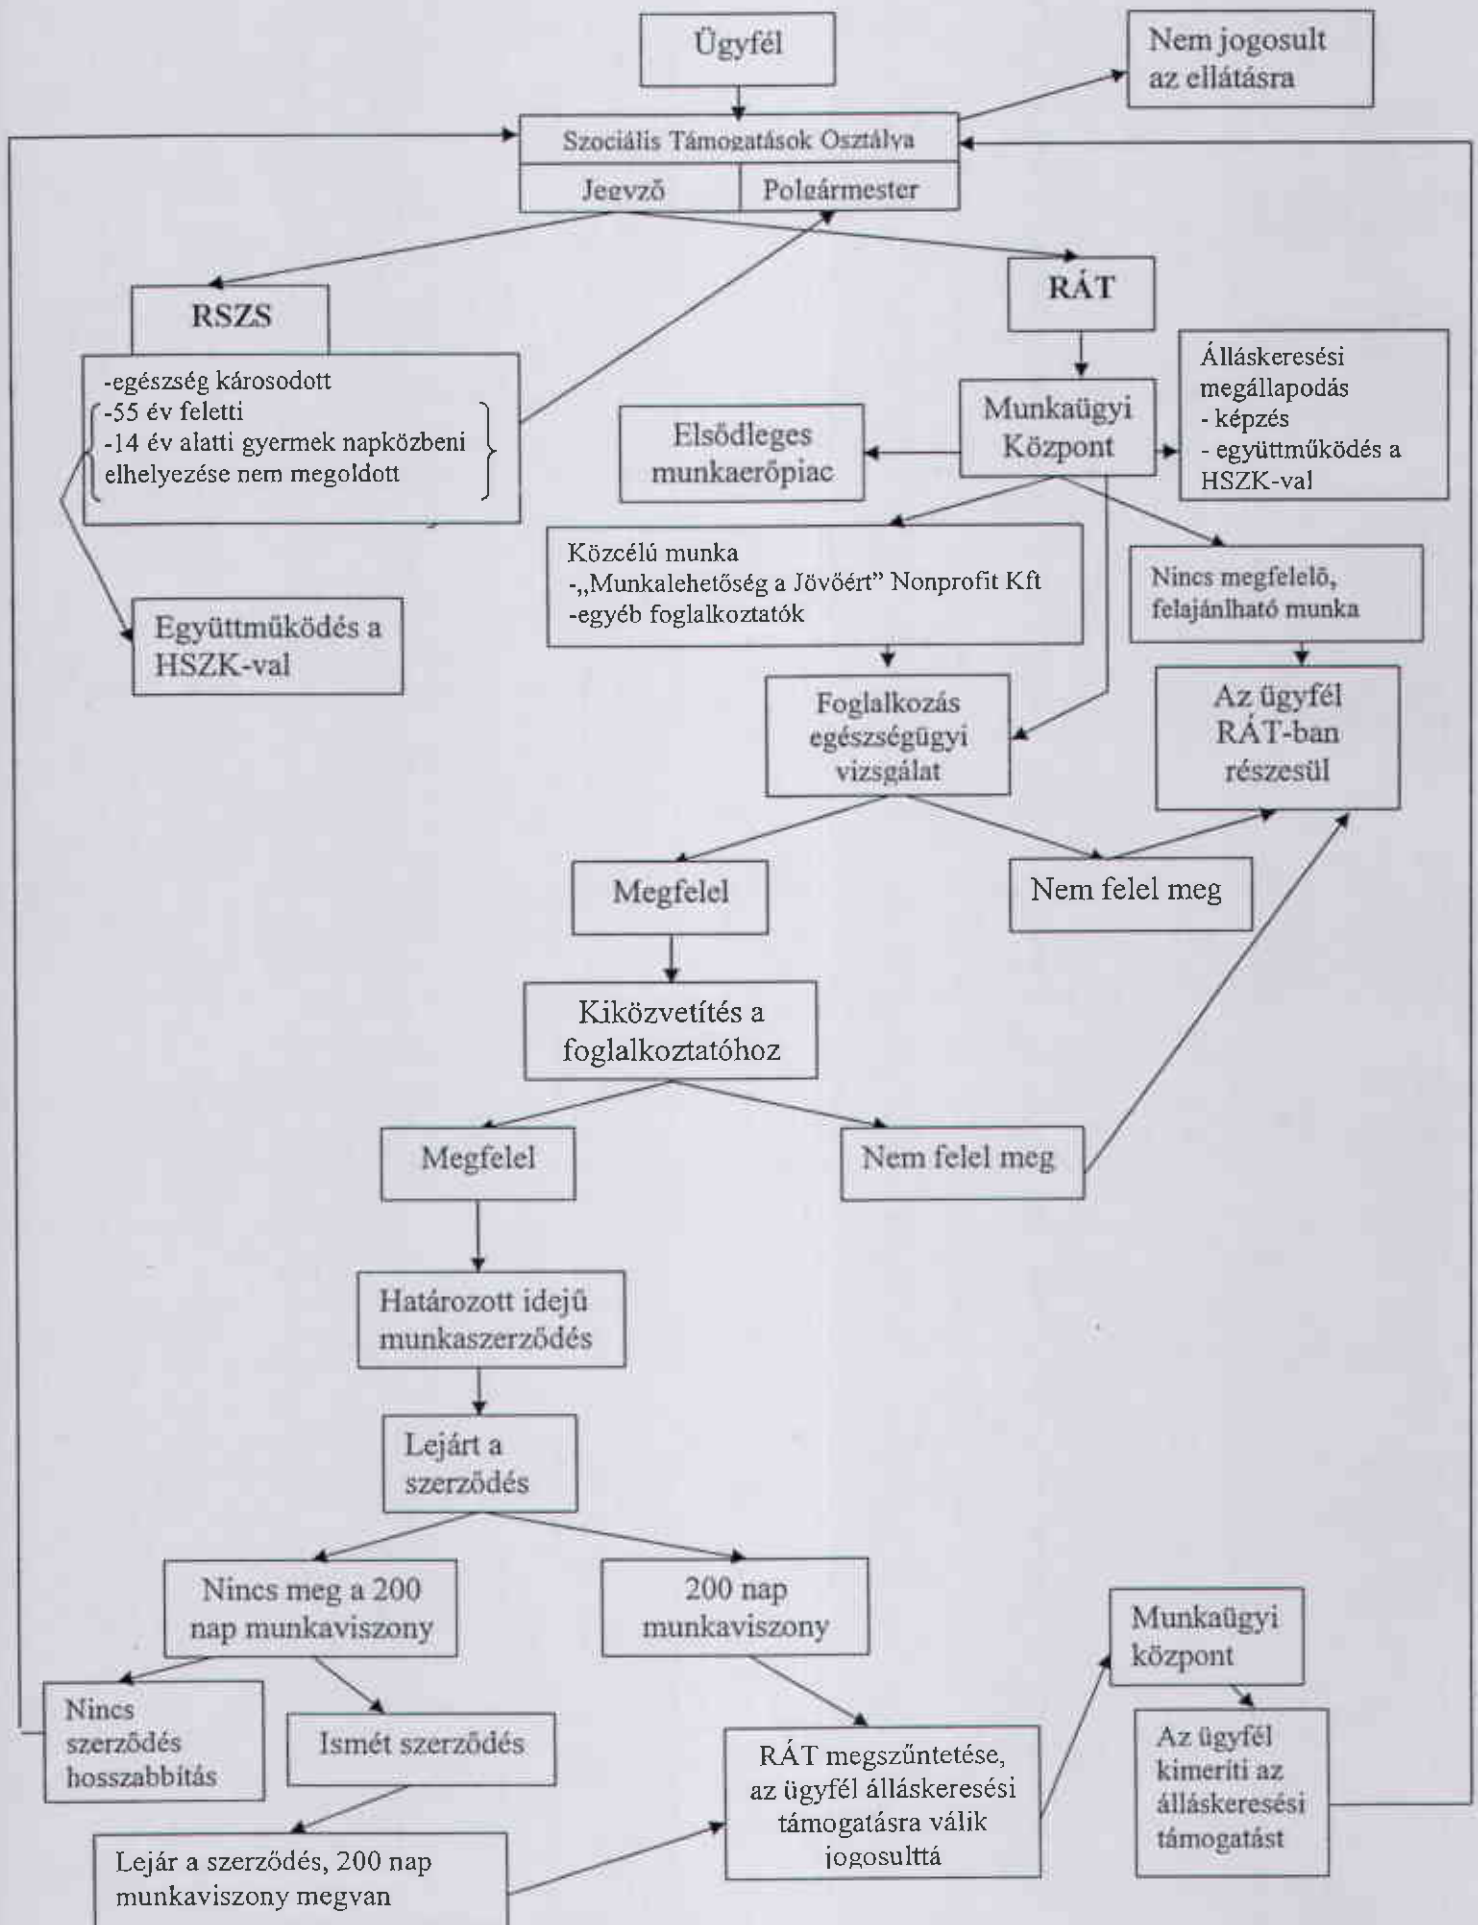 Ügyfél
Nem jogosult
az ellátásra
Szociális Támogatások Osztálya
Jegyző
Polgármester
RSZS
RÁT
-egészség károsodott
-55 év feletti
-14 év alatti gyermek napközbeni
elhelyezése nem megoldott
Elsődleges
munkaerőpiac
Munkaügyi
Központ
Álláskeresési
megállapodás
- képzés
- együttműködés a
HSZK-val
Közcélú munka
-„Munkalehetőség a Jövőért” Nonprofit Kft
-egyéb foglalkoztatók
Nincs megfelelő,
felajánlható munka
Együttműködés a
HSZK-val
Foglalkozás
egészségügyi
vizsgálat
Az ügyfél
RÁT-ban
részesül
Megfelel
Nem felel meg
Kiközvetítés a
foglalkoztatóhoz
Megfelel
Nem felel meg
Határozott idejű
munkaszerződés
Lejárt a
szerződés
Nincs meg a 200
nap munkaviszony
200 nap
munkaviszony
Munkaügyi
központ
Nincs
szerződés
hosszabbítás
Ismét szerződés
RÁT megszűntetése,
az ügyfél álláskeresési
támogatásra válik
jogosulttá
Az ügyfél
kimeríti az
álláskeresési
támogatást
Lejár a szerződés, 200 nap
munkaviszony megvan